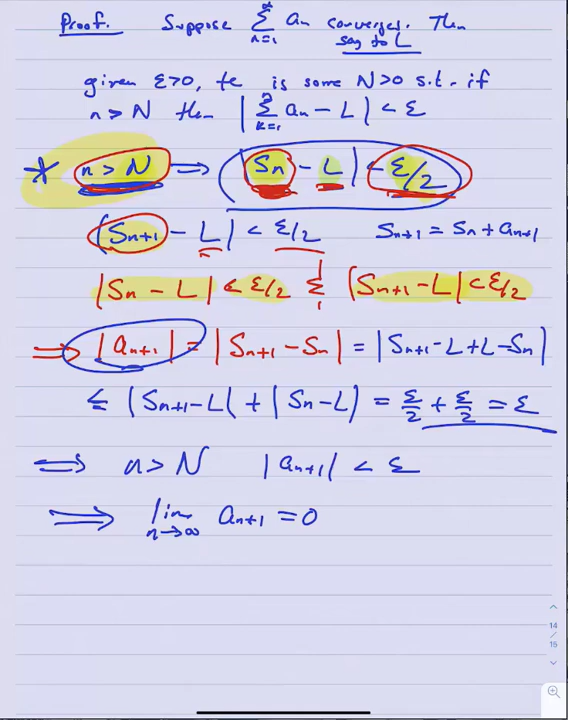 Proof. Suppose ∞ Σ n=1 an converges. Then
say to L
given ε>0, te is some N>0 s.t. if
n > N then | n Σ k=1 an - L | < ε
* n > N ⟹ |Sn - L| < ε/2
|Sn+1 - L| < ε/2 Sn+1 = Sn + an+1
|Sn - L| < ε/2 & |Sn+1 - L| < ε/2
⟹ |an+1| = |Sn+1 - Sn| = |Sn+1 - L + L - Sn|
≤ |Sn+1 - L| + |Sn - L| = ε/2 + ε/2 = ε
⟹ n > N |an+1| < ε
⟹ lim n→∞ an+1 = 0
14
/
16